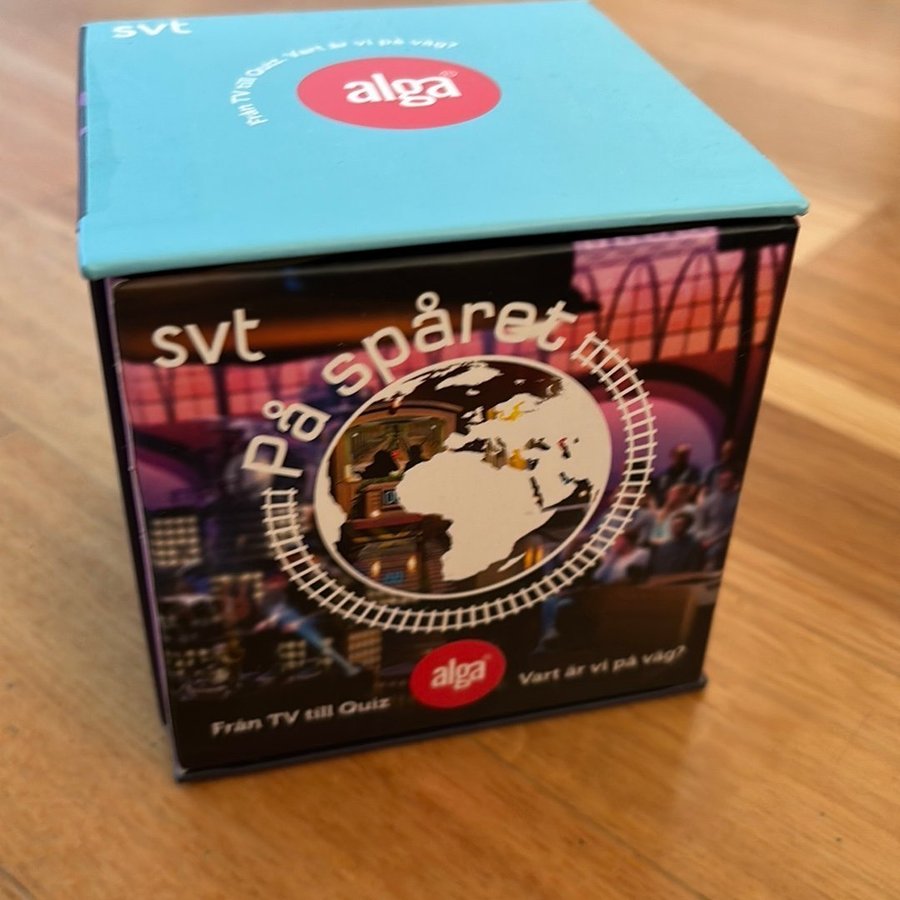 svt
Från TV till Quiz. Vart är vi på väg?
alga
svt
På spåret
alga
Från TV till Quiz
Vart är vi på väg?